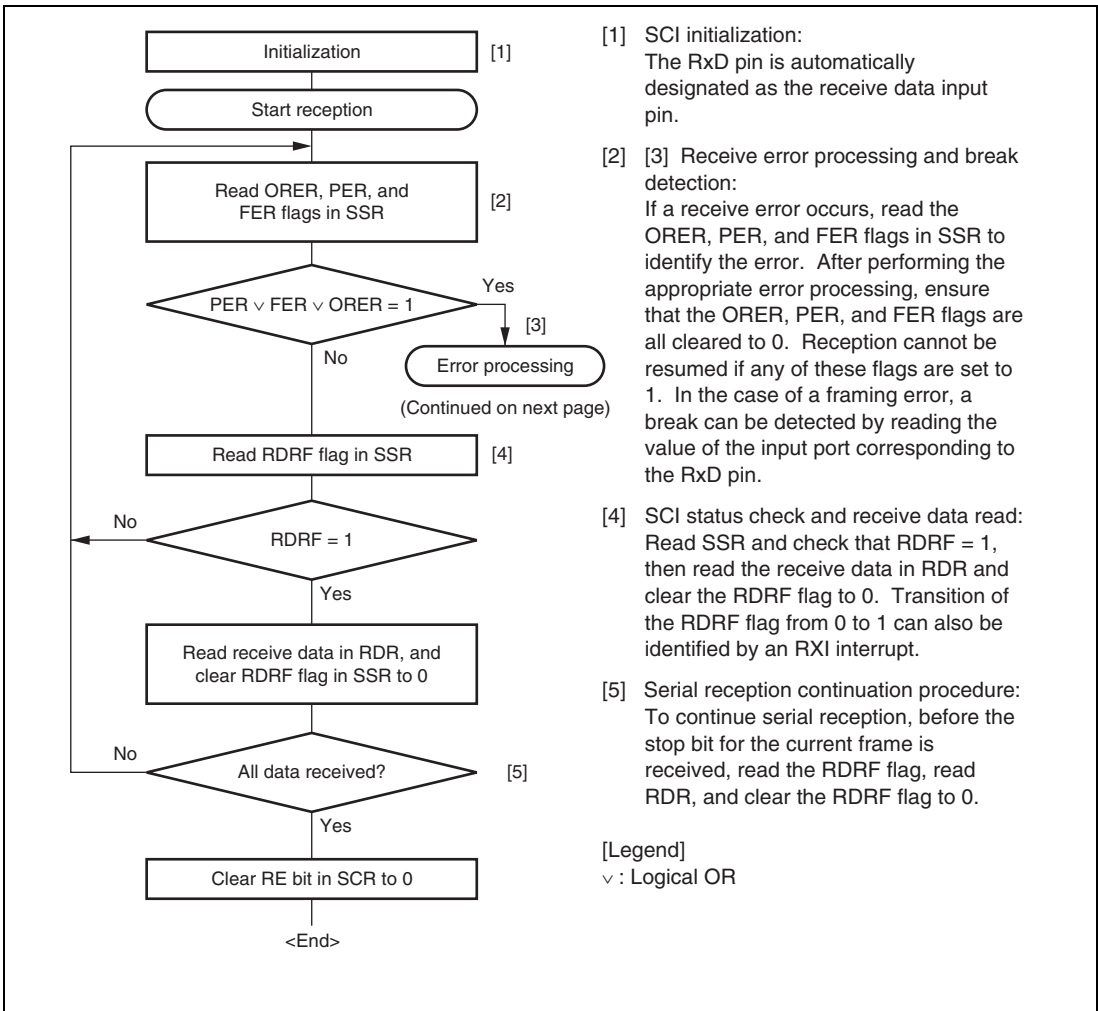 Initialization
[1]
Start reception
Read ORER, PER, and
FER flags in SSR
[2]
PER ∨ FER ∨ ORER = 1
Yes
[3]
No
Error processing
(Continued on next page)
Read RDRF flag in SSR
[4]
No
RDRF = 1
Yes
Read receive data in RDR, and
clear RDRF flag in SSR to 0
No
All data received?
[5]
Yes
Clear RE bit in SCR to 0
<End>
[1] SCI initialization:
The RxD pin is automatically
designated as the receive data input
pin.
[2] [3] Receive error processing and break
detection:
If a receive error occurs, read the
ORER, PER, and FER flags in SSR to
identify the error. After performing the
appropriate error processing, ensure
that the ORER, PER, and FER flags are
all cleared to 0. Reception cannot be
resumed if any of these flags are set to
1. In the case of a framing error, a
break can be detected by reading the
value of the input port corresponding to
the RxD pin.
[4] SCI status check and receive data read:
Read SSR and check that RDRF = 1,
then read the receive data in RDR and
clear the RDRF flag to 0. Transition of
the RDRF flag from 0 to 1 can also be
identified by an RXI interrupt.
[5] Serial reception continuation procedure:
To continue serial reception, before the
stop bit for the current frame is
received, read the RDRF flag, read
RDR, and clear the RDRF flag to 0.
[Legend]
∨ : Logical OR